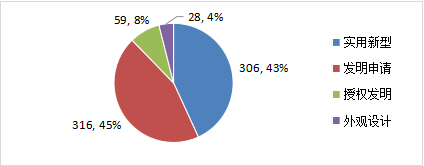 59, 8%
28, 4%
306, 43%
316, 45%
实用新型
发明申请
授权发明
外观设计